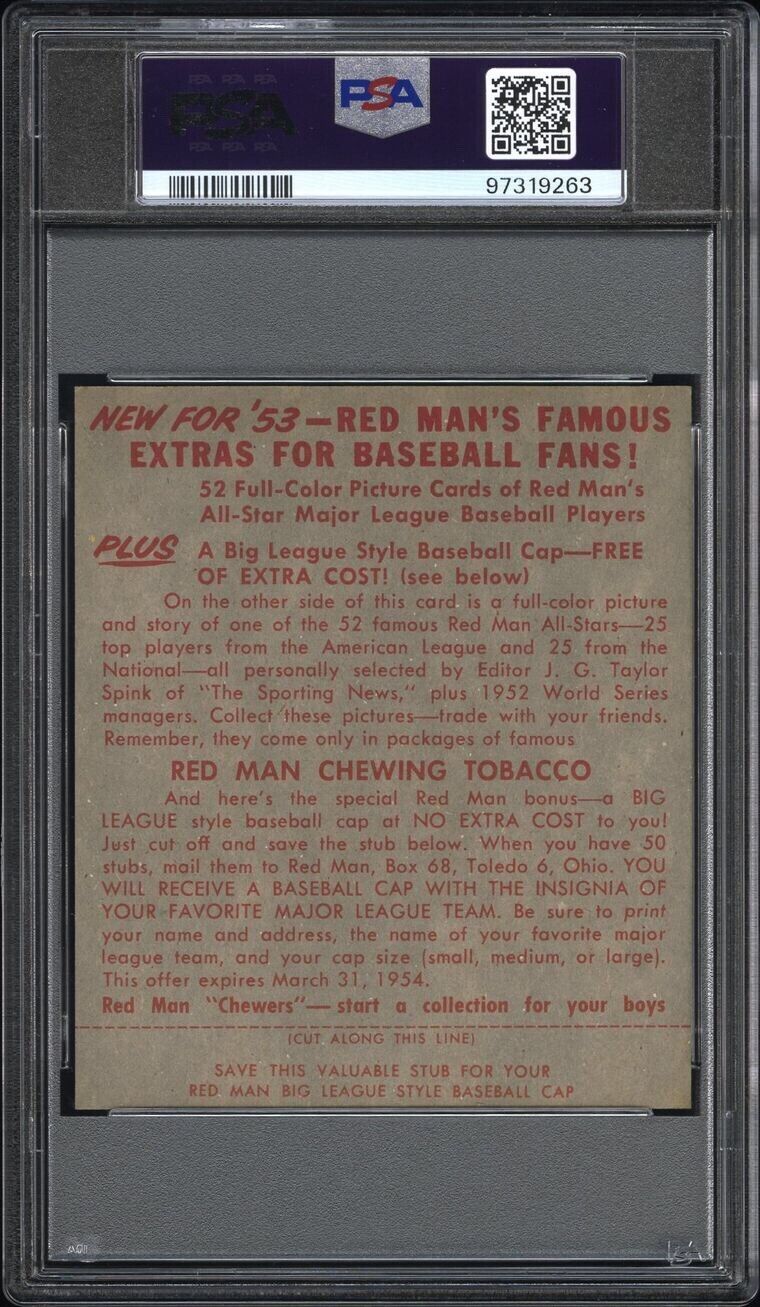 PSA PSA PSA
PSA
PSA PSA PSA
PSA
97319263
NEW FOR '53—RED MAN'S FAMOUS
EXTRAS FOR BASEBALL FANS!
52 Full-Color Picture Cards of Red Man's
All-Star Major League Baseball Players
PLUS A Big League Style Baseball Cap—FREE
OF EXTRA COST! (see below)
On the other side of this card is a full-color picture
and story of one of the 52 famous Red Man All-Stars—25
top players from the American League and 25 from the
National—all personally selected by Editor J. G. Taylor
Spink of "The Sporting News," plus 1952 World Series
managers. Collect these pictures—trade with your friends.
Remember, they come only in packages of famous
RED MAN CHEWING TOBACCO
And here's the special Red Man bonus—a BIG
LEAGUE style baseball cap at NO EXTRA COST to you!
Just cut off and save the stub below. When you have 50
stubs, mail them to Red Man, Box 68, Toledo 6, Ohio. YOU
WILL RECEIVE A BASEBALL CAP WITH THE INSIGNIA OF
YOUR FAVORITE MAJOR LEAGUE TEAM. Be sure to print
your name and address, the name of your favorite major
league team, and your cap size (small, medium, or large).
This offer expires March 31, 1954.
Red Man "Chewers"—start a collection for your boys
(CUT ALONG THIS LINE)
SAVE THIS VALUABLE STUB FOR YOUR
RED MAN BIG LEAGUE STYLE BASEBALL CAP